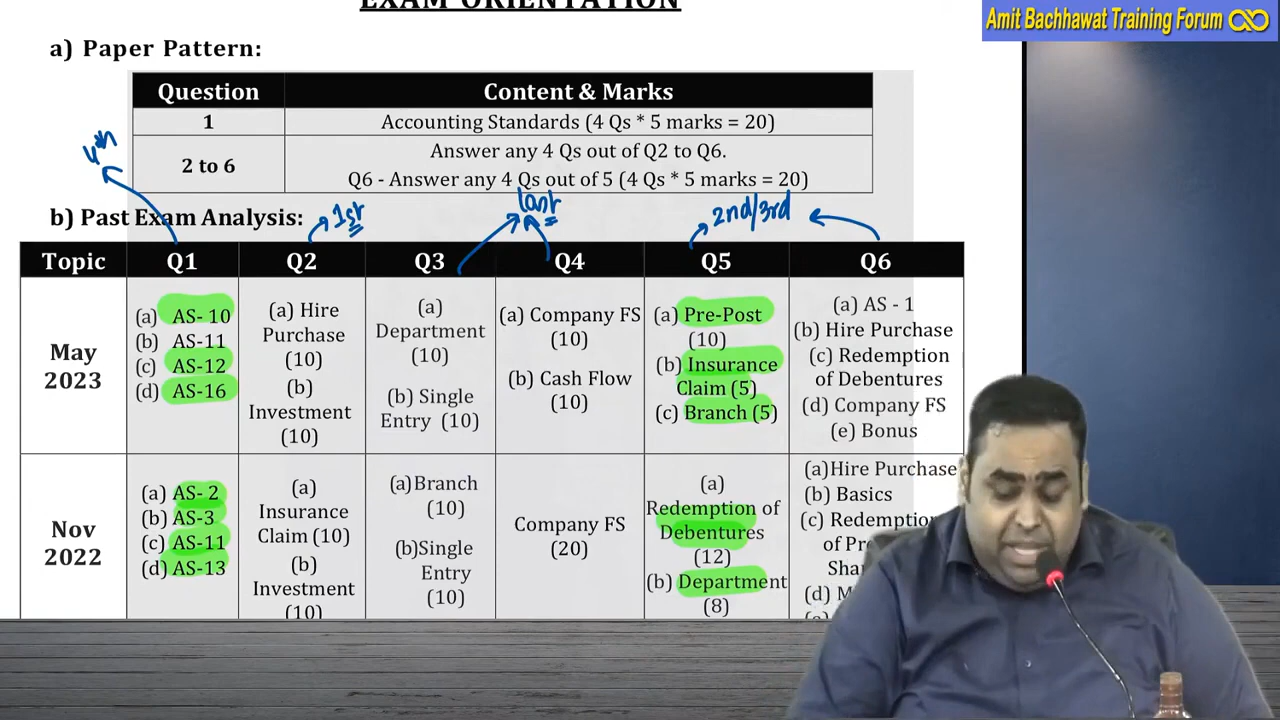 EXAM ORIENTATION
Amit Bachhawat Training Forum
a) Paper Pattern:
Question Content & Marks
1 Accounting Standards (4 Qs * 5 marks = 20)
2 to 6 Answer any 4 Qs out of Q2 to Q6.
Q6 - Answer any 4 Qs out of 5 (4 Qs * 5 marks = 20)
4th
b) Past Exam Analysis:
1st
last
2nd/3rd
Topic Q1 Q2 Q3 Q4 Q5 Q6
May
2023
(a) AS- 10
(b) AS-11
(c) AS-12
(d) AS-16
(a) Hire
Purchase
(10)
(b)
Investment
(10)
(a)
Department
(10)
(b) Single
Entry (10)
(a) Company FS
(10)
(b) Cash Flow
(10)
(a) Pre-Post
(10)
(b) Insurance
Claim (5)
(c) Branch (5)
(a) AS - 1
(b) Hire Purchase
(c) Redemption
of Debentures
(d) Company FS
(e) Bonus
Nov
2022
(a) AS- 2
(b) AS-3
(c) AS-11
(d) AS-13
(a)
Insurance
Claim (10)
(b)
Investment
(10)
(a)Branch
(10)
(b)Single
Entry
(10)
Company FS
(20)
(a)
Redemption of
Debentures
(12)
(b) Department
(8)
(a)Hire Purchase
(b) Basics
(c)
of
(d)